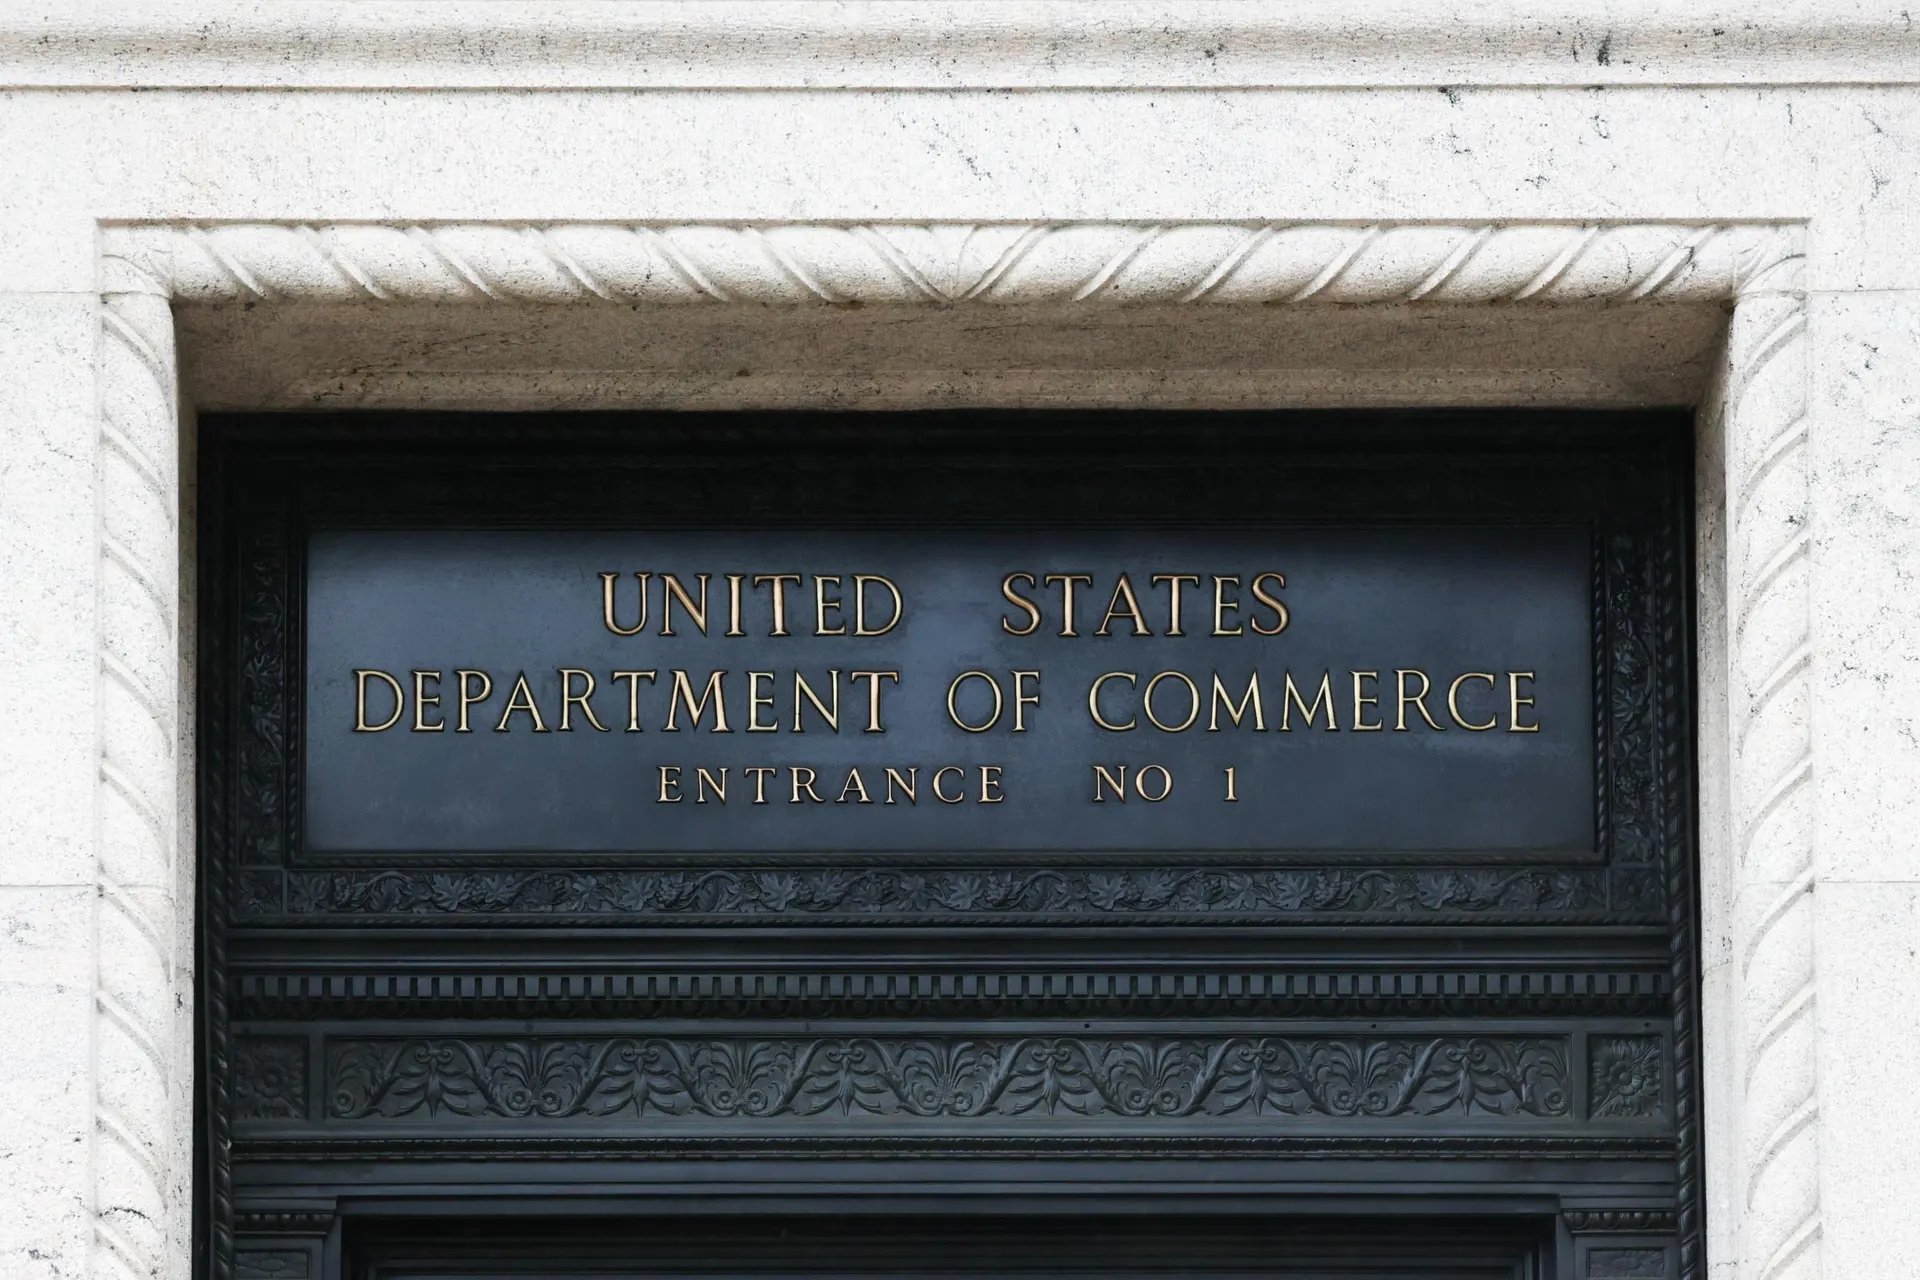 UNITED STATES
DEPARTMENT OF COMMERCE
ENTRANCE NO 1